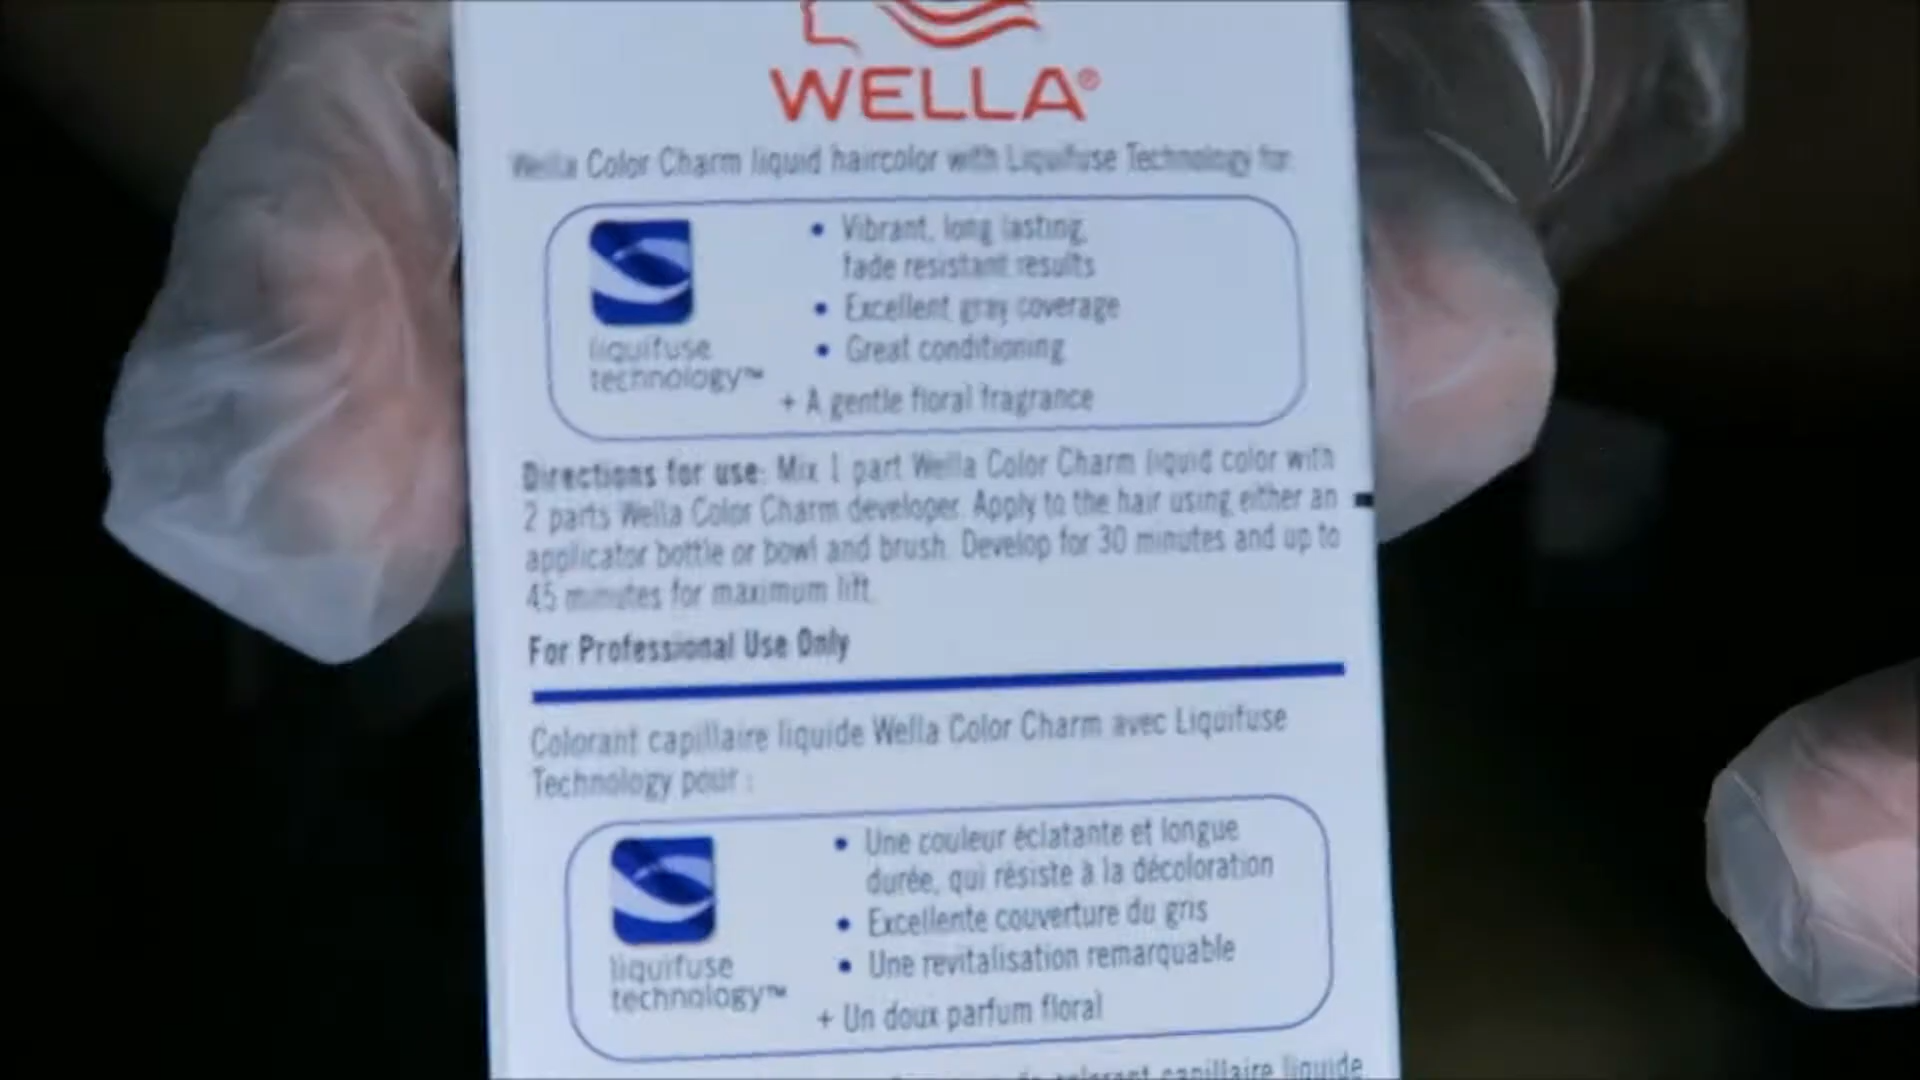 WELLA®
Wella Color Charm liquid haircolor with Liquifuse Technology for:
• Vibrant, long lasting,
fade resistant results
• Excellent gray coverage
• Great conditioning
+ A gentle floral fragrance
liquifuse
technology™
Directions for use: Mix 1 part Wella Color Charm liquid color with
2 parts Wella Color Charm developer. Apply to the hair using either an
applicator bottle or bowl and brush. Develop for 30 minutes and up to
45 minutes for maximum lift.
For Professional Use Only
Colorant capillaire liquide Wella Color Charm avec Liquifuse
Technology pour :
• Une couleur éclatante et longue
durée, qui résiste à la décoloration
• Excellente couverture du gris
• Une revitalisation remarquable
+ Un doux parfum floral
liquifuse
technology™
colorant capillaire liquide